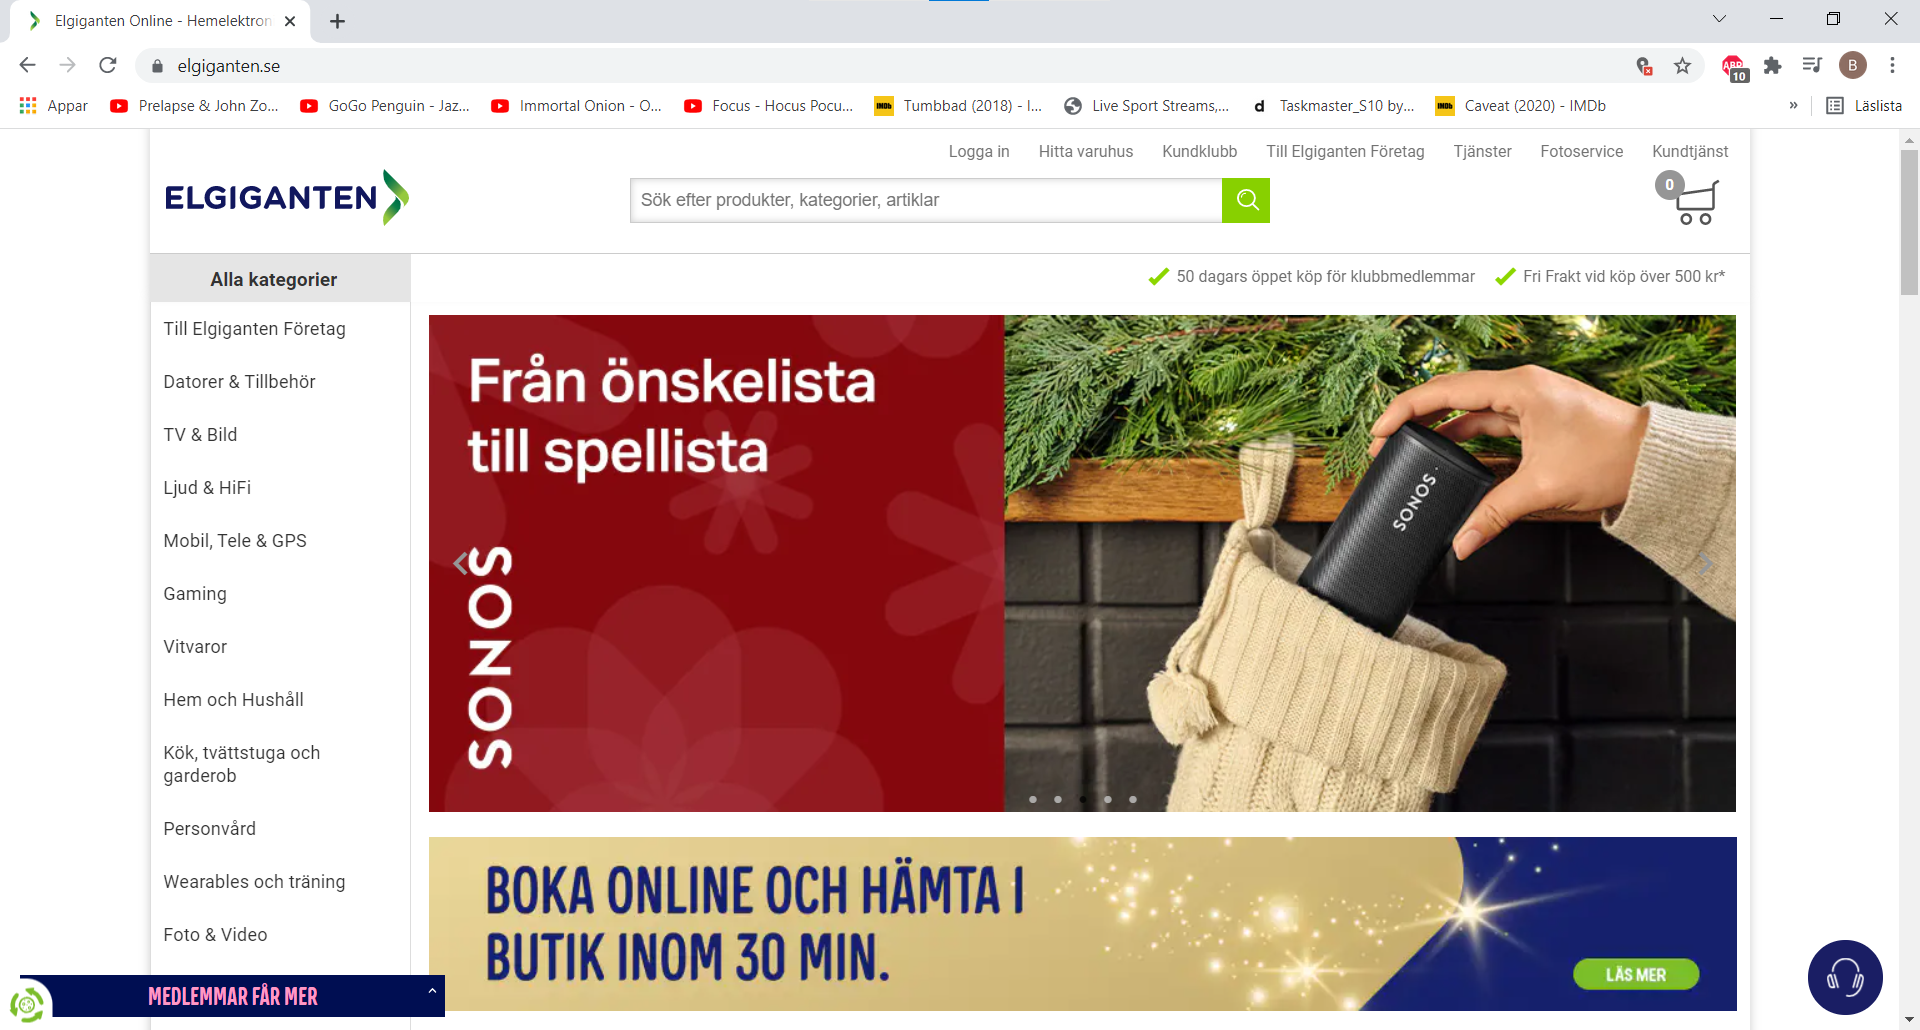 Elgiganten Online - Hemelektron
elgiganten.se
10
B
Appar
Prelapse & John Zo...
GoGo Penguin - Jaz...
Immortal Onion - O...
Focus - Hocus Pocu...
Tumbbad (2018) - I...
Live Sport Streams,...
Taskmaster_S10 by...
Caveat (2020) - IMDb
»
Läslista
Logga in
Hitta varuhus
Kundklubb
Till Elgiganten Företag
Tjänster
Fotoservice
Kundtjänst
ELGIGANTEN
Sök efter produkter, kategorier, artiklar
0
Alla kategorier
50 dagars öppet köp för klubbmedlemmar
Fri Frakt vid köp över 500 kr*
Till Elgiganten Företag
Datorer & Tillbehör
TV & Bild
Ljud & HiFi
Mobil, Tele & GPS
Gaming
Vitvaror
Hem och Hushåll
Kök, tvättstuga och
garderob
Personvård
Wearables och träning
Foto & Video
Från önskelista
till spellista
SONOS
SONOS
BOKA ONLINE OCH HÄMTA I
BUTIK INOM 30 MIN.
LÄS MER
MEDLEMMAR FÅR MER